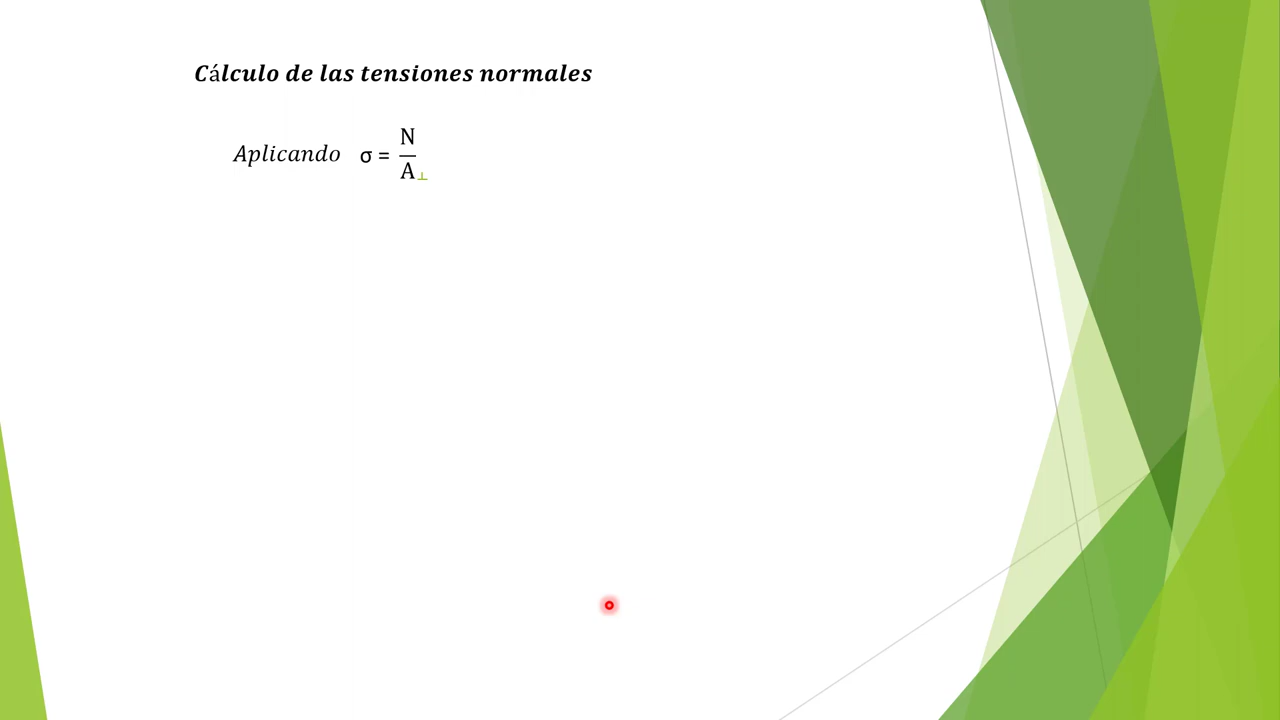 Cálculo de las tensiones normales
Aplicando σ = N/A⊥